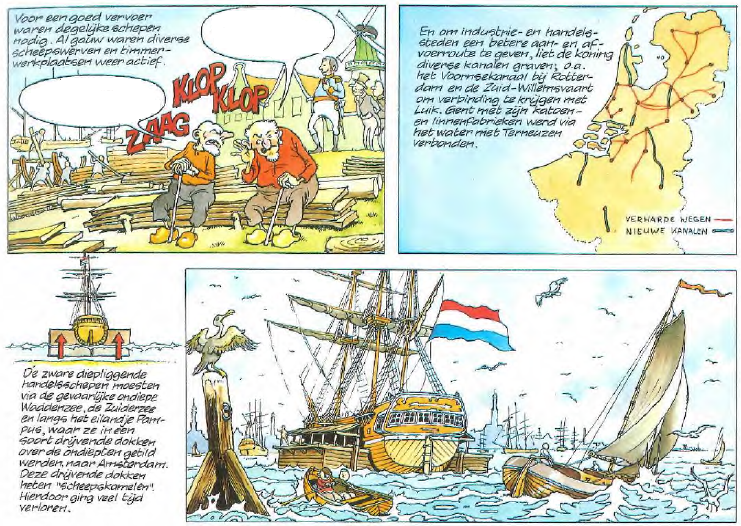 Voor een goed vervoer
waren degelijke schepen
nodig. Al gauw waren diverse
scheepswerven en timmer-
werkplaatsen weer actief.
KLOP
KLOP
ZAAG
En om industrie- en handels-
steden een betere aan- en af-
voerroute te geven, liet de koning
diverse kanalen graven; o.a.
het Voornsekanaal bij Rotter-
dam en de Zuid-Willemsvaart
om verbinding te krijgen met
Luik. Gent met zijn katoen-
en linnenfabrieken werd via
het water met Terneuzen
verbonden.
VERHARDE WEGEN
NIEUWE KANALEN
De zware diepliggende
handelsschepen moesten
via de gevaarlijke ondiepe
Waddenzee, de Zuiderzee
en langs het eilandje Pam-
pus, waar ze in een
soort drijvende dokken
over de ondiepten getild
werden, naar Amsterdam.
Deze drijvende dokken
heten "scheepskamelen".
Hierdoor ging veel tijd
verloren.